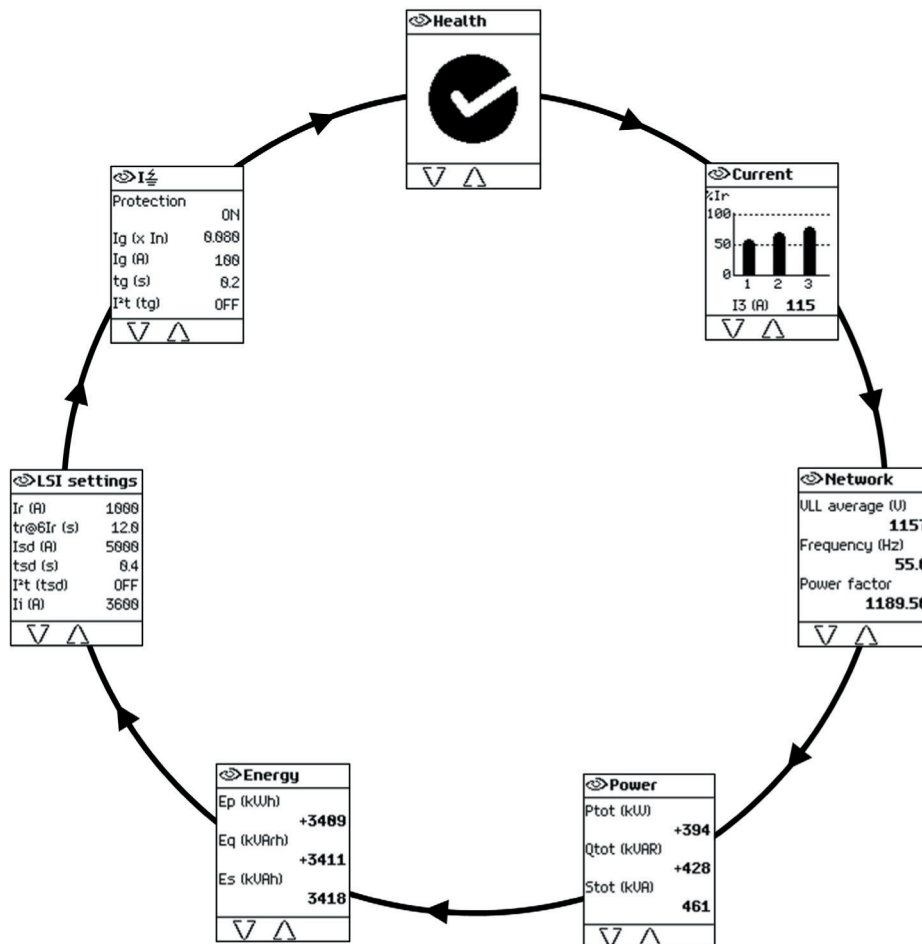 Health
Current
%Ir
100
50
0
1 2 3
I3 (A) 115
Network
VLL average (V)
1157
Frequency (Hz)
55.0
Power factor
1189.50
Power
Ptot (kW)
+394
Qtot (kVAR)
+428
Stot (kVA)
461
Energy
Ep (kWh)
+3409
Eq (kVArh)
+3411
Es (kVAh)
3418
LSI settings
Ir (A) 1000
tr@6Ir (s) 12.0
Isd (A) 5000
tsd (s) 0.4
I²t (tsd) OFF
Ii (A) 3600
I⏚
Protection
ON
Ig (x In) 0.080
Ig (A) 100
tg (s) 0.2
I²t (tg) OFF